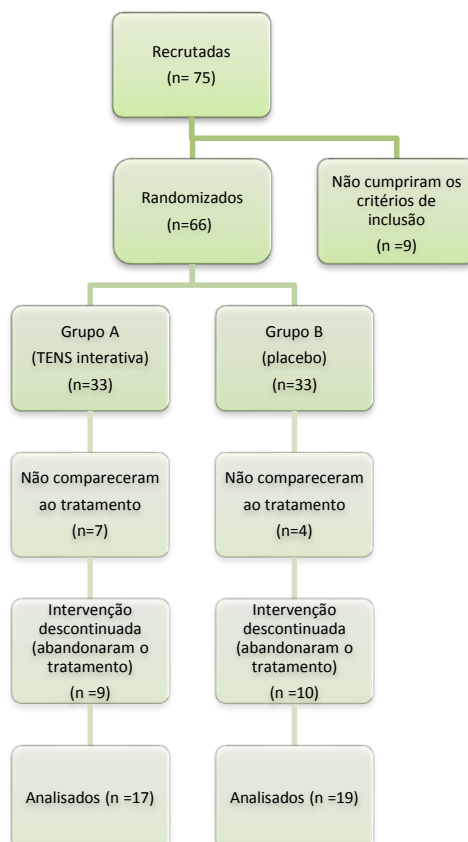 Recrutadas
(n= 75)
Randomizados
(n=66)
Não cumpriram os
critérios de
inclusão
(n =9)
Grupo A
(TENS interativa)
(n=33)
Grupo B
(placebo)
(n=33)
Não compareceram
ao tratamento
(n=7)
Não compareceram
ao tratamento
(n=4)
Intervenção
descontinuada
(abandonaram o
tratamento)
(n =9)
Intervenção
descontinuada
(abandonaram o
tratamento)
(n =10)
Analisados (n =17)
Analisados (n =19)